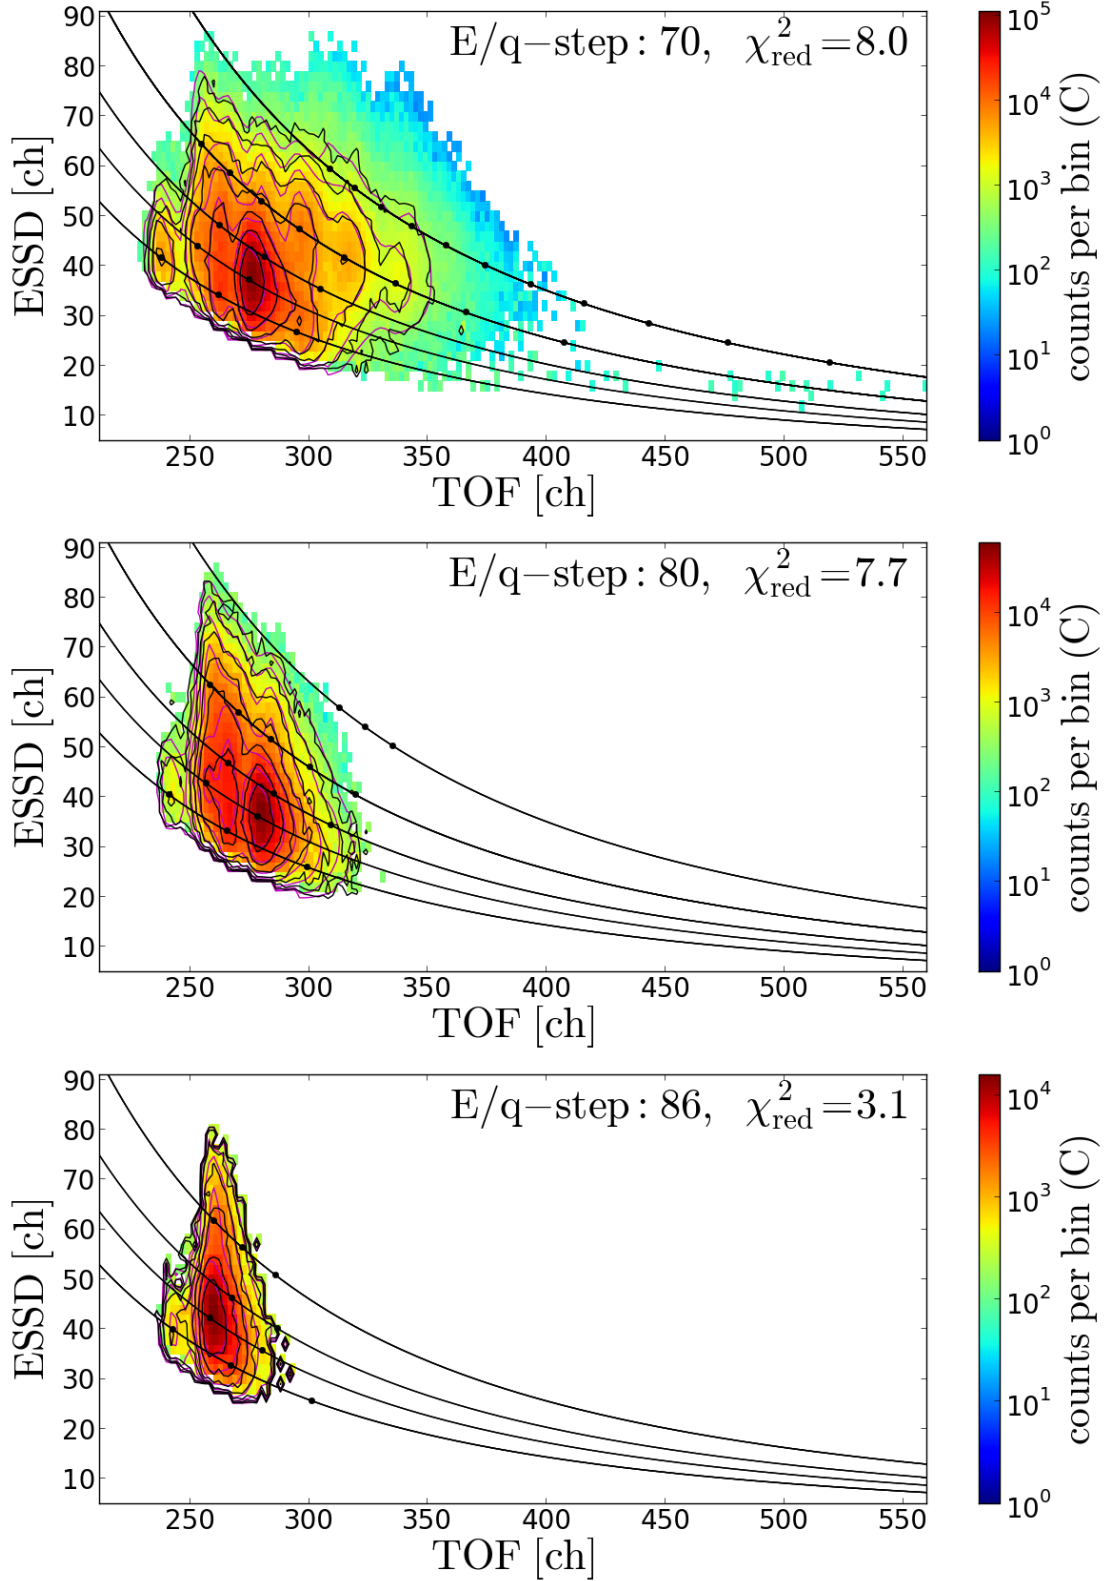 E/q−step: 70, χ²red=8.0
ESSD [ch]
90
80
70
60
50
40
30
20
10
250 300 350 400 450 500 550
TOF [ch]
10⁵
10⁴
10³
10²
10¹
10⁰
counts per bin (C)
E/q−step: 80, χ²red=7.7
ESSD [ch]
90
80
70
60
50
40
30
20
10
250 300 350 400 450 500 550
TOF [ch]
10⁴
10³
10²
10¹
10⁰
counts per bin (C)
E/q−step: 86, χ²red=3.1
ESSD [ch]
90
80
70
60
50
40
30
20
10
250 300 350 400 450 500 550
TOF [ch]
10⁴
10³
10²
10¹
10⁰
counts per bin (C)